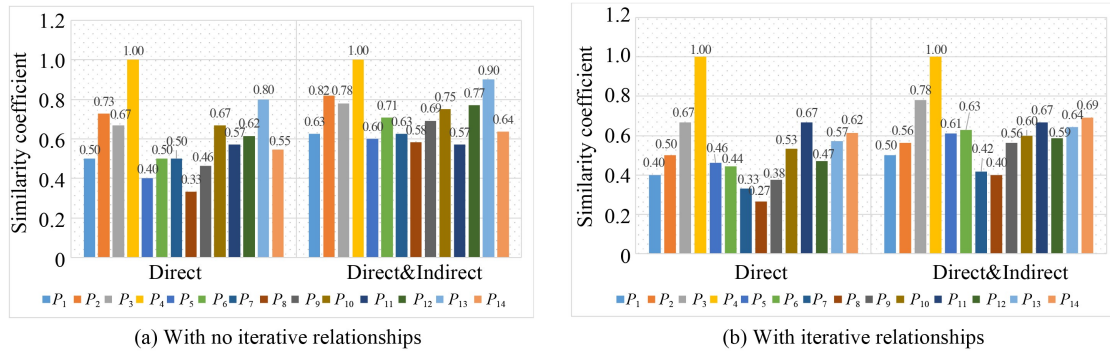 Similarity coefficient
1.2
1.0
0.8
0.6
0.4
0.2
0
0.50 0.73 0.67 1.00 0.40 0.50 0.50 0.33 0.46 0.67 0.57 0.62 0.80 0.55
0.63 0.82 0.78 1.00 0.60 0.71 0.63 0.58 0.69 0.75 0.57 0.77 0.90 0.64
Direct Direct&Indirect
P1 P2 P3 P4 P5 P6 P7 P8 P9 P10 P11 P12 P13 P14
(a) With no iterative relationships
Similarity coefficient
1.2
1.0
0.8
0.6
0.4
0.2
0
0.40 0.50 0.67 1.00 0.46 0.44 0.33 0.27 0.38 0.53 0.67 0.47 0.57 0.62
0.50 0.56 0.78 1.00 0.61 0.63 0.42 0.40 0.56 0.60 0.67 0.59 0.64 0.69
Direct Direct&Indirect
P1 P2 P3 P4 P5 P6 P7 P8 P9 P10 P11 P12 P13 P14
(b) With iterative relationships